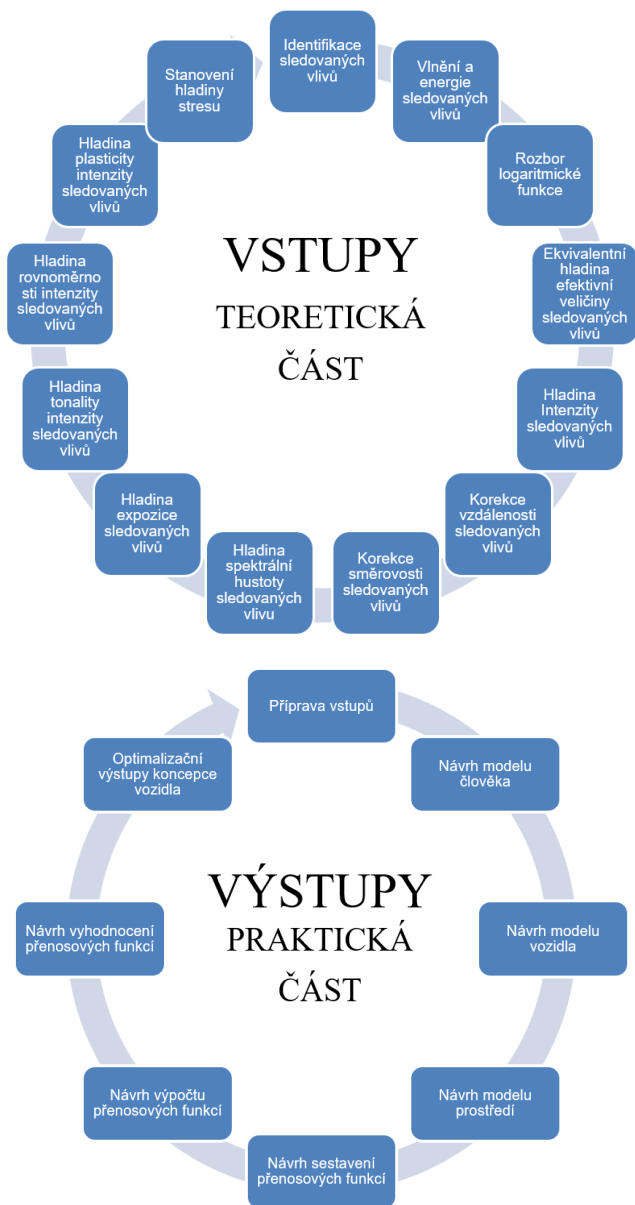 Identifikace
sledovaných
vlivů
Vlnění a
energie
sledovaných
vlivů
Rozbor
logaritmické
funkce
Ekvivalentní
hladina
efektivní
veličiny
sledovaných
vlivů
Hladina
Intenzity
sledovaných
vlivů
Korekce
vzdálenosti
sledovaných
vlivů
Korekce
směrovosti
sledovaných
vlivů
Hladina
spektrální
hustoty
sledovaných
vlivu
Hladina
expozice
sledovaných
vlivů
Hladina
tonality
intenzity
sledovaných
vlivů
Hladina
rovnoměrno
sti intenzity
sledovaných
vlivů
Hladina
plasticity
intenzity
sledovaných
vlivů
Stanovení
hladiny
stresu
VSTUPY
TEORETICKÁ
ČÁST
Příprava vstupů
Návrh modelu
člověka
Návrh modelu
vozidla
Návrh modelu
prostředí
Návrh sestavení
přenosových funkcí
Návrh výpočtu
přenosových funkcí
Návrh vyhodnocení
přenosových funkcí
Optimalizační
výstupy koncepce
vozidla
VÝSTUPY
PRAKTICKÁ
ČÁST